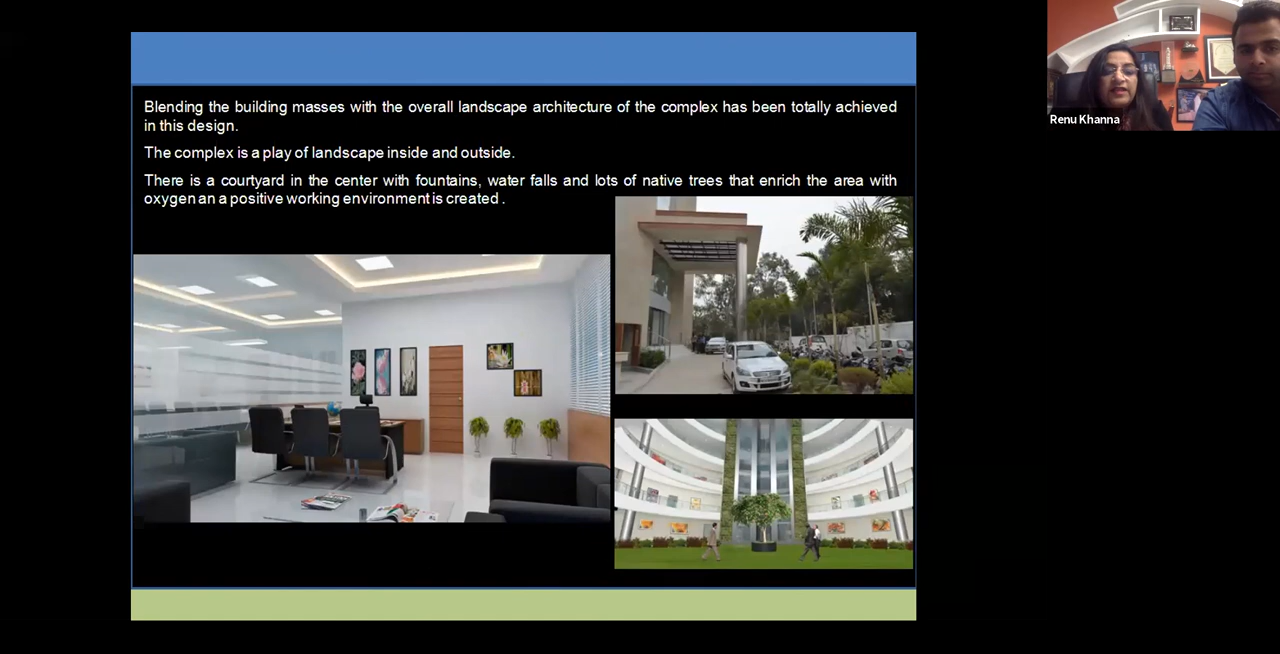 Blending the building masses with the overall landscape architecture of the complex has been totally achieved
in this design.
The complex is a play of landscape inside and outside.
There is a courtyard in the center with fountains, water falls and lots of native trees that enrich the area with
oxygen an a positive working environment is created .
Renu Khanna